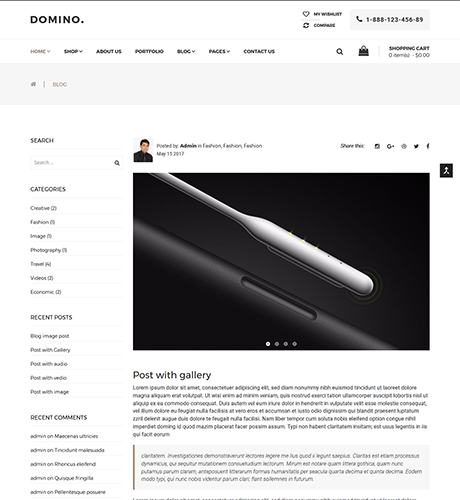 DOMINO.
MY WISHLIST
COMPARE
1-888-123-456-89
HOME SHOP ABOUT US PORTFOLIO BLOG PAGES CONTACT US
SHOPPING CART
0 item(s) - $0.00
BLOG
SEARCH
Search ...
CATEGORIES
Creative (2)
Fashion (1)
Image (1)
Photography (1)
Travel (4)
Videos (2)
Economic (2)
RECENT POSTS
Blog image post
Post with Gallery
Post with audio
Post with vedio
Post with image
RECENT COMMENTS
admin on Maecenas ultricies
admin on Tincidunt malesuada
admin on Rhoncus eleifend
admin on Quisque fringilla
admin on Pellentesque posuere
Posted by: Admin in Fashion, Fashion, Fashion
May 15 2017
Share this:
Post with gallery
Lorem ipsum dolor sit amet, consectetuer adipiscing elit, sed diam nonummy nibh euismod tincidunt ut laoreet dolore
magna aliquam erat volutpat. Ut wisi enim ad minim veniam, quis nostrud exerci tation ullamcorper suscipit lobortis nisl ut
aliquip ex ea commodo consequat. Duis autem vel eum iriure dolor in hendrerit in vulputate velit esse molestie consequat,
vel illum dolore eu feugiat nulla facilisis at vero eros et accumsan et iusto odio dignissim qui blandit praesent luptatum
zzril delenit augue duis dolore te feugait nulla facilisi. Nam liber tempor cum soluta nobis eleifend option congue nihil
imperdiet doming id quod mazim placerat facer possim assum. Typi non habent claritatem insitam; est usus legentis in iis
qui facit eorum
claritatem. Investigationes demonstraverunt lectores legere me lius quod ii legunt saepius. Claritas est etiam processus
dynamicus, qui sequitur mutationem consuetudium lectorum. Mirum est notare quam littera gothica, quam nunc
putamus parum claram, anteposuerit litterarum formas humanitatis per seacula quarta decima et quinta decima. Eodem
modo typi, qui nunc nobis videntur parum clari, fiant sollemnes in futurum.